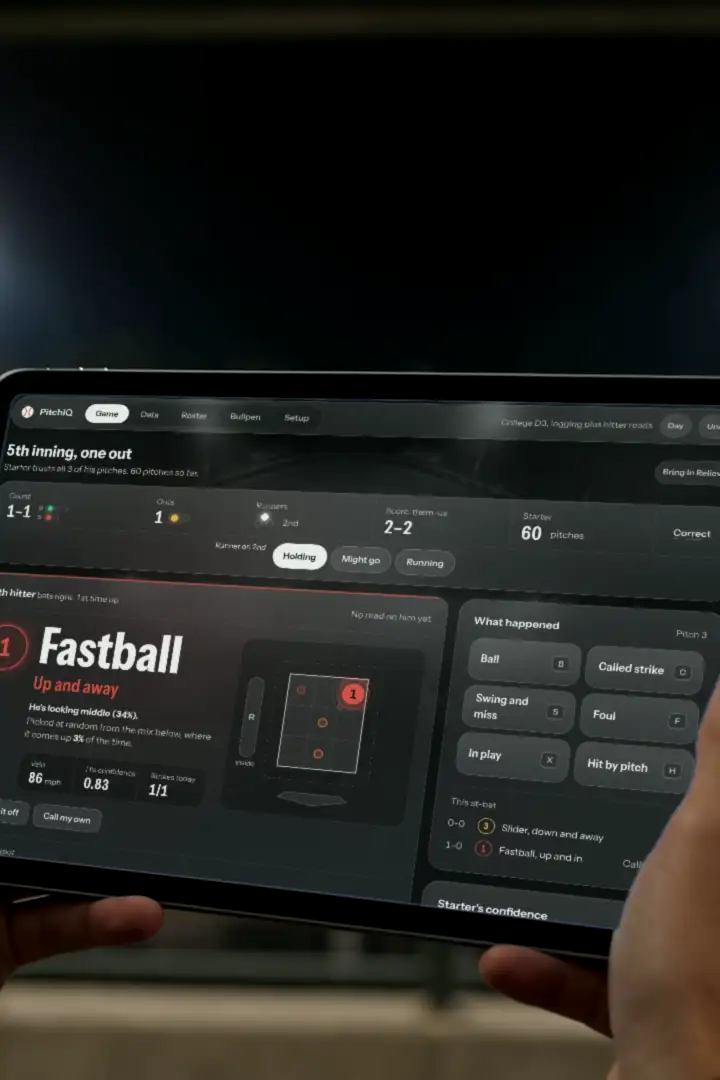 PitchIQ
Game
Data
Roster
Bullpen
Setup
College D3, logging plus hitter reads
Day
5th inning, one out
Starter trusts all 3 of his pitches. 60 pitches so far.
Bring in
Count
1–1
Outs
1
Runners
2nd
Score, them–us
2–2
Starter
60 pitches
Correct
Runner on 2nd
Holding
Might go
Running
hitter bats right. 1st time up
No read on him yet
1
Fastball
Up and away
He's looking middle (34%).
Picked at random from the mix below, where
it comes up 3% of the time.
Velo
86 mph
His confidence
0.83
Strikes today
1/1
it off
Call my own
R
Inside
1
What happened
Pitch 3
Ball B
Called strike C
Swing and
miss S
Foul F
In play X
Hit by pitch H
This at-bat
0–0 3 Slider, down and away
1–0 1 Fastball, up and in
Starter's confidence